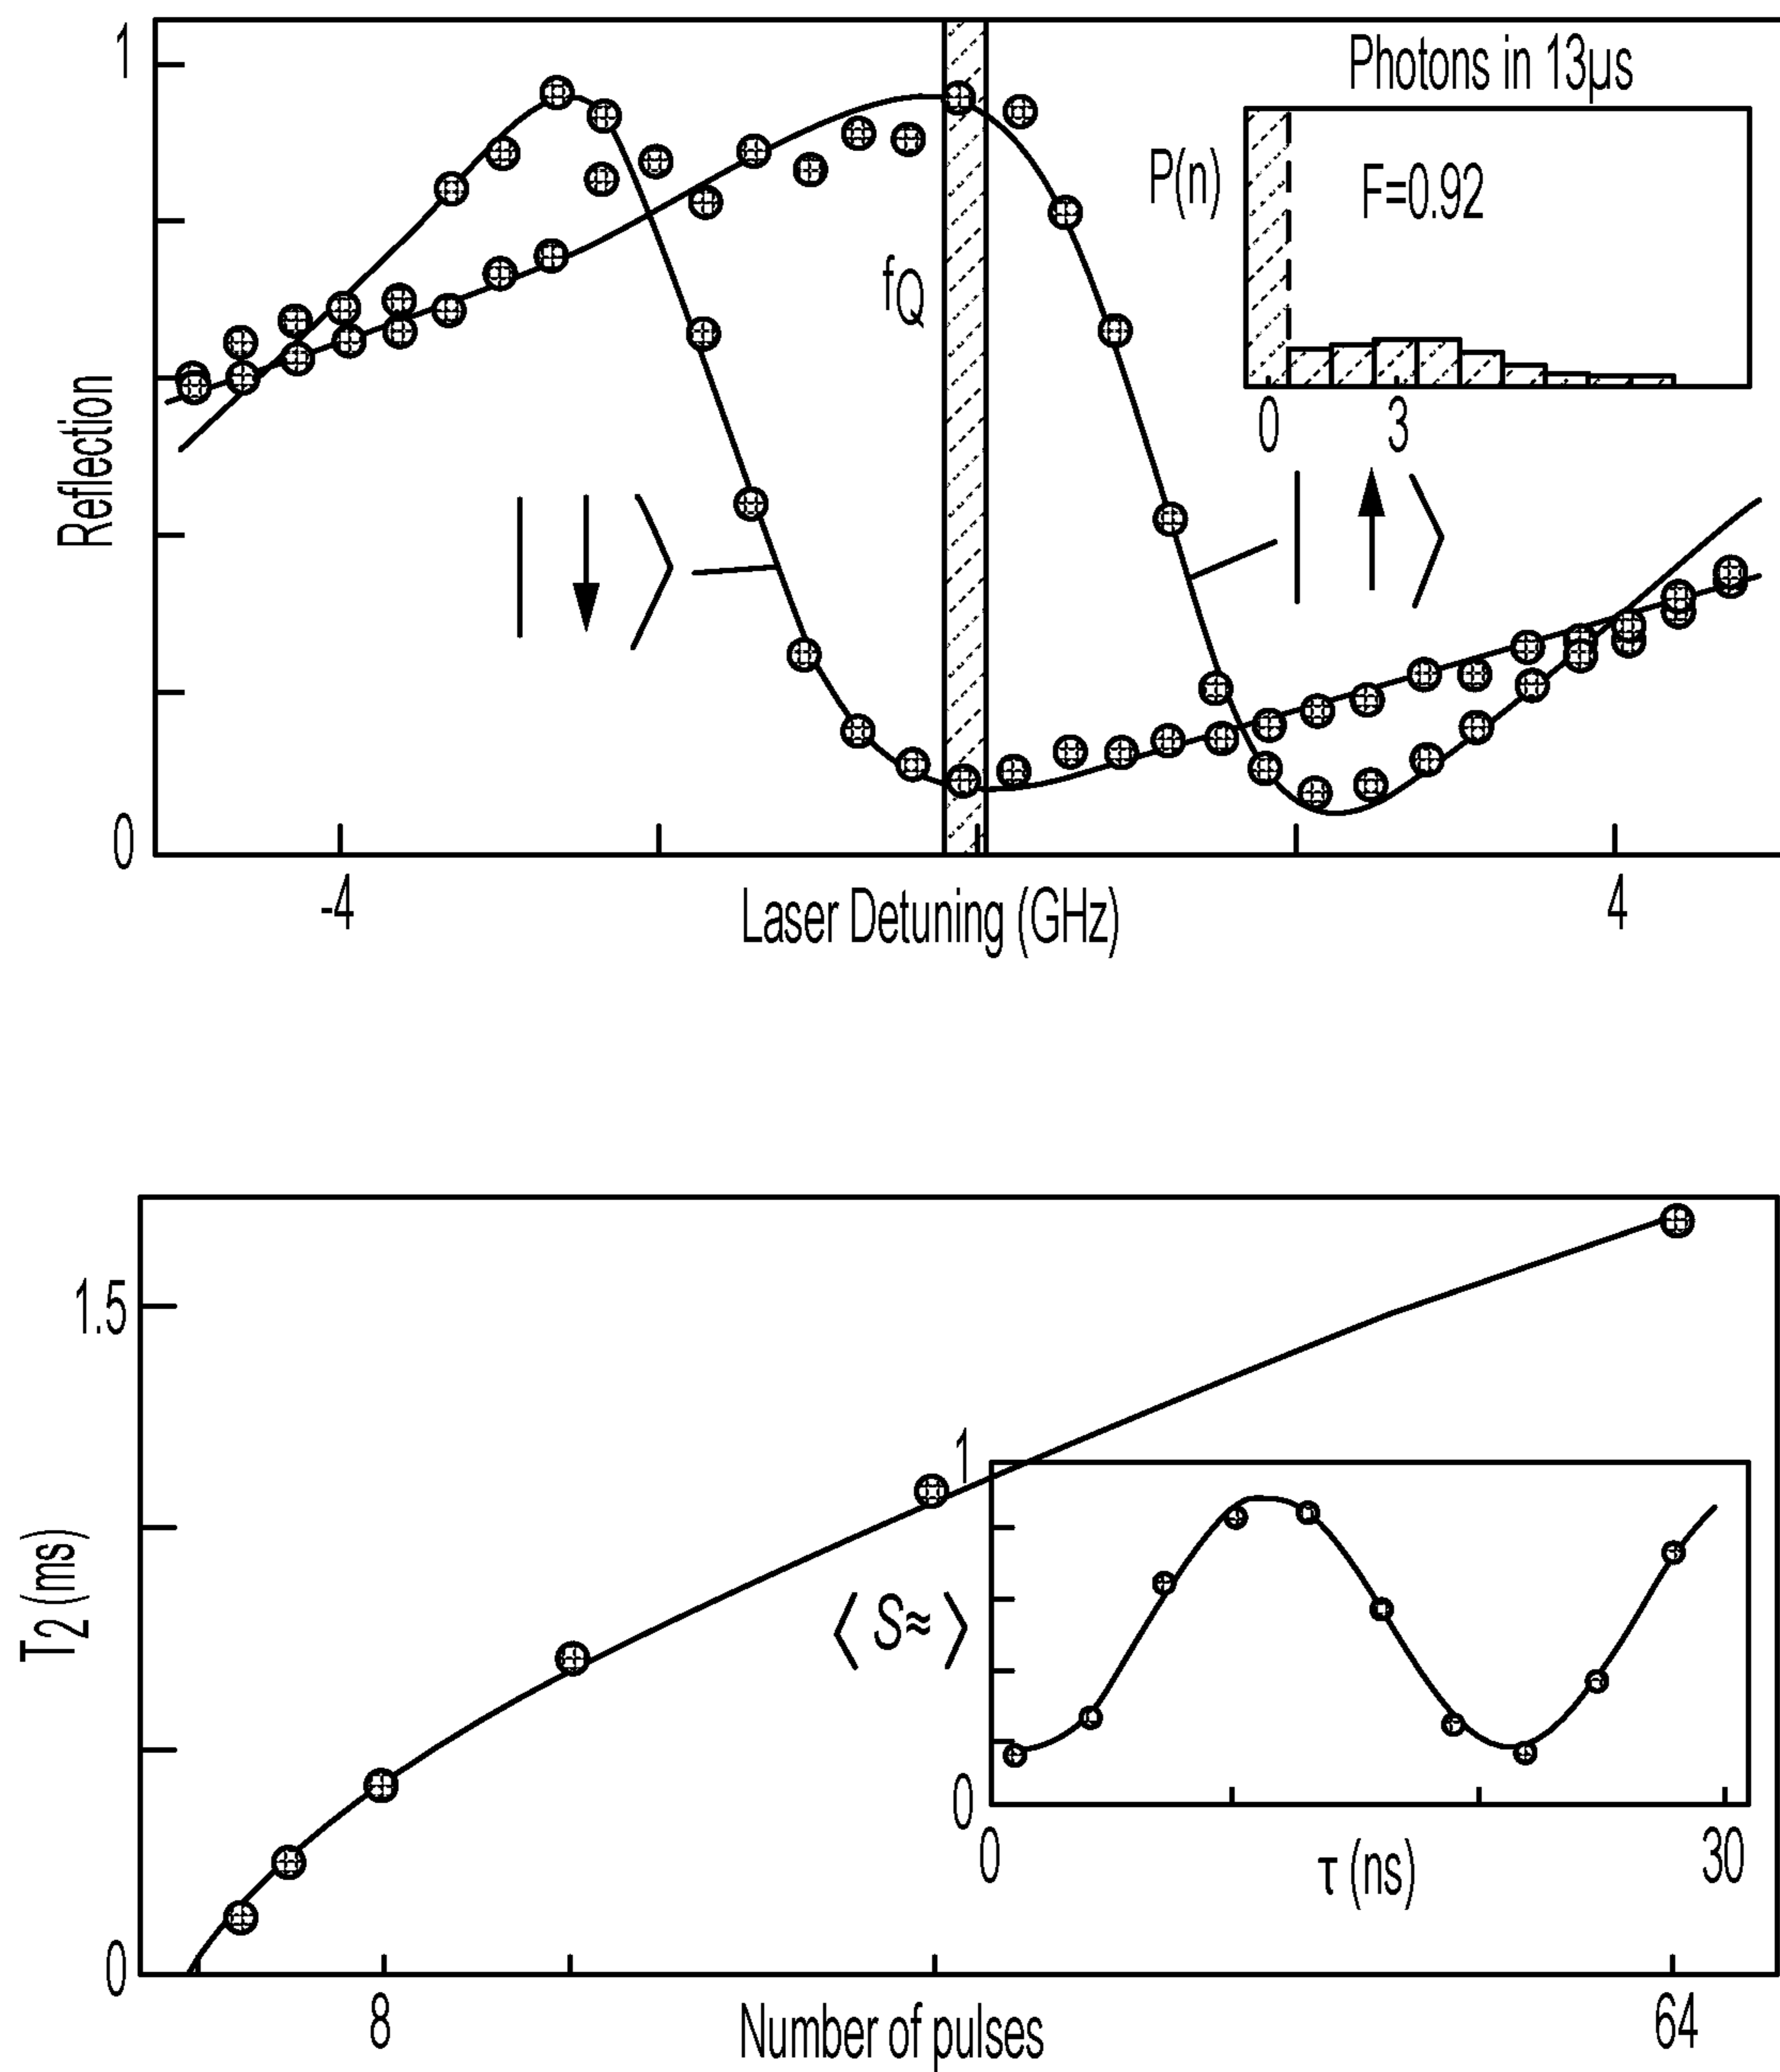 1
Photons in 13μs
P(n)
F=0.92
fQ
0
3
Reflection
|↓⟩
|↑⟩
0
-4
Laser Detuning (GHz)
4
1.5
1
T2 (ms)
⟨S≈⟩
0
0
30
τ (ns)
0
8
Number of pulses
64